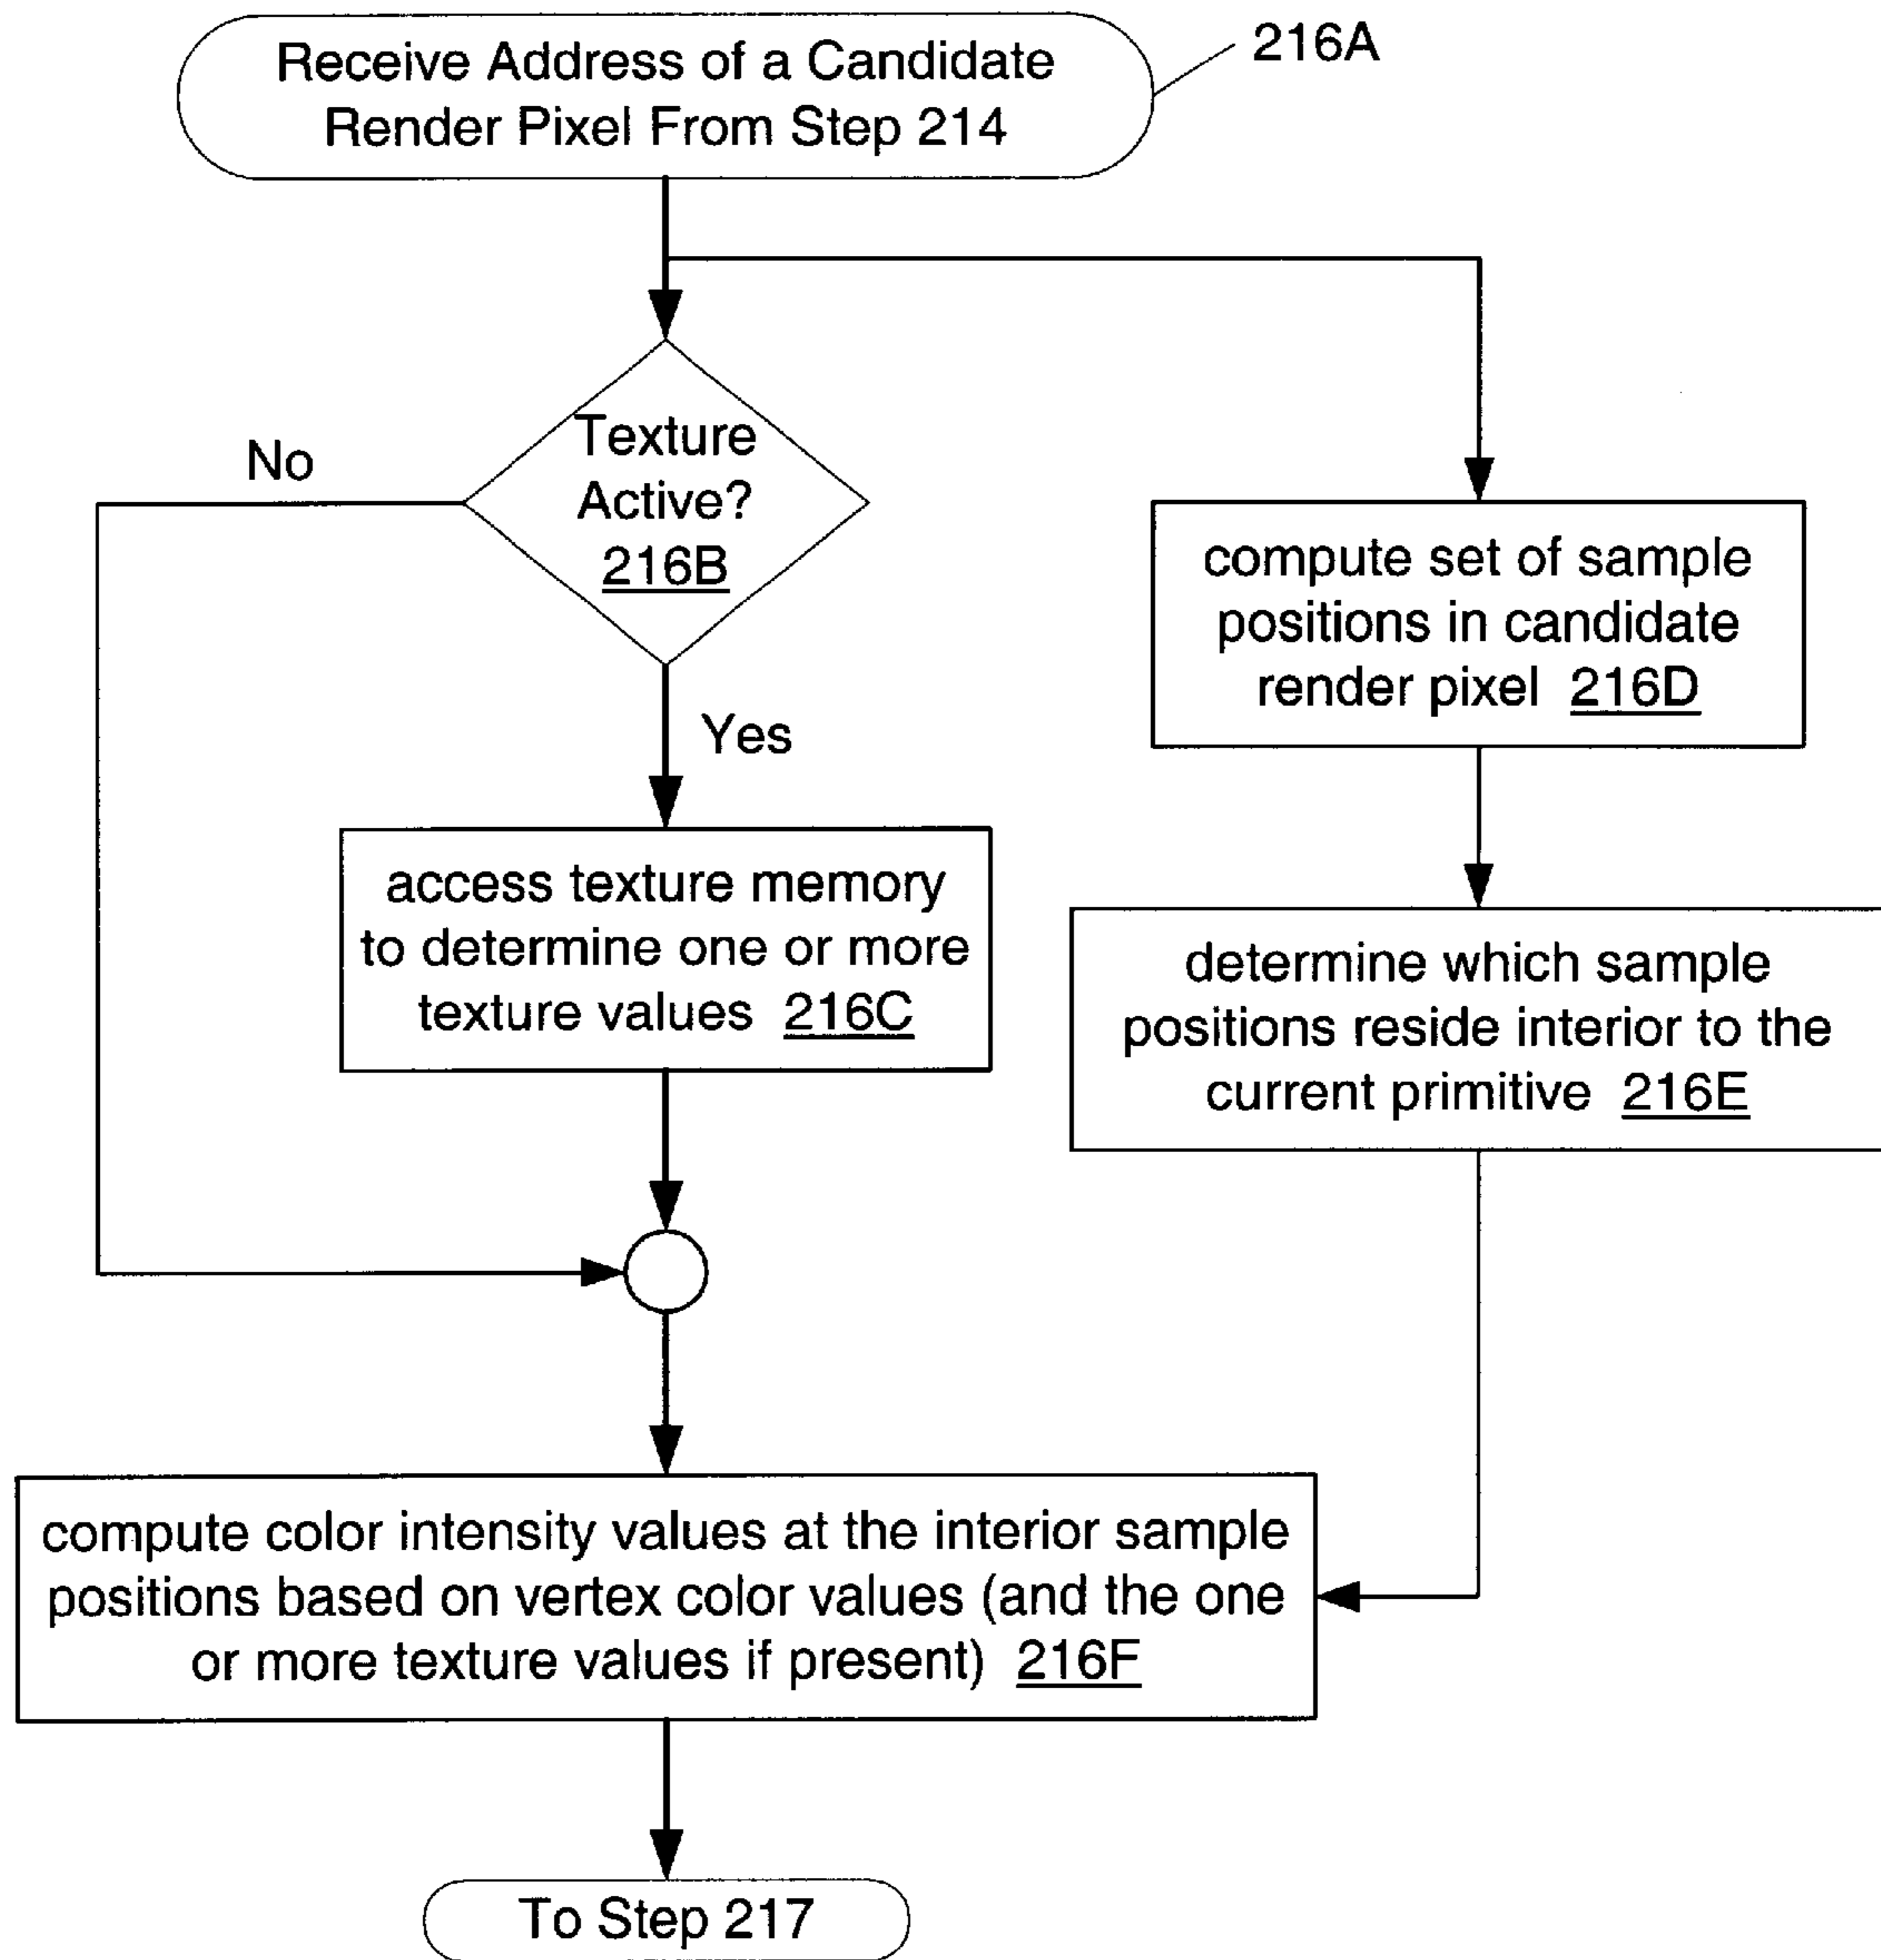 Receive Address of a Candidate
Render Pixel From Step 214
216A
Texture
Active?
216B
No
Yes
compute set of sample
positions in candidate
render pixel 216D
access texture memory
to determine one or more
texture values 216C
determine which sample
positions reside interior to the
current primitive 216E
compute color intensity values at the interior sample
positions based on vertex color values (and the one
or more texture values if present) 216F
To Step 217